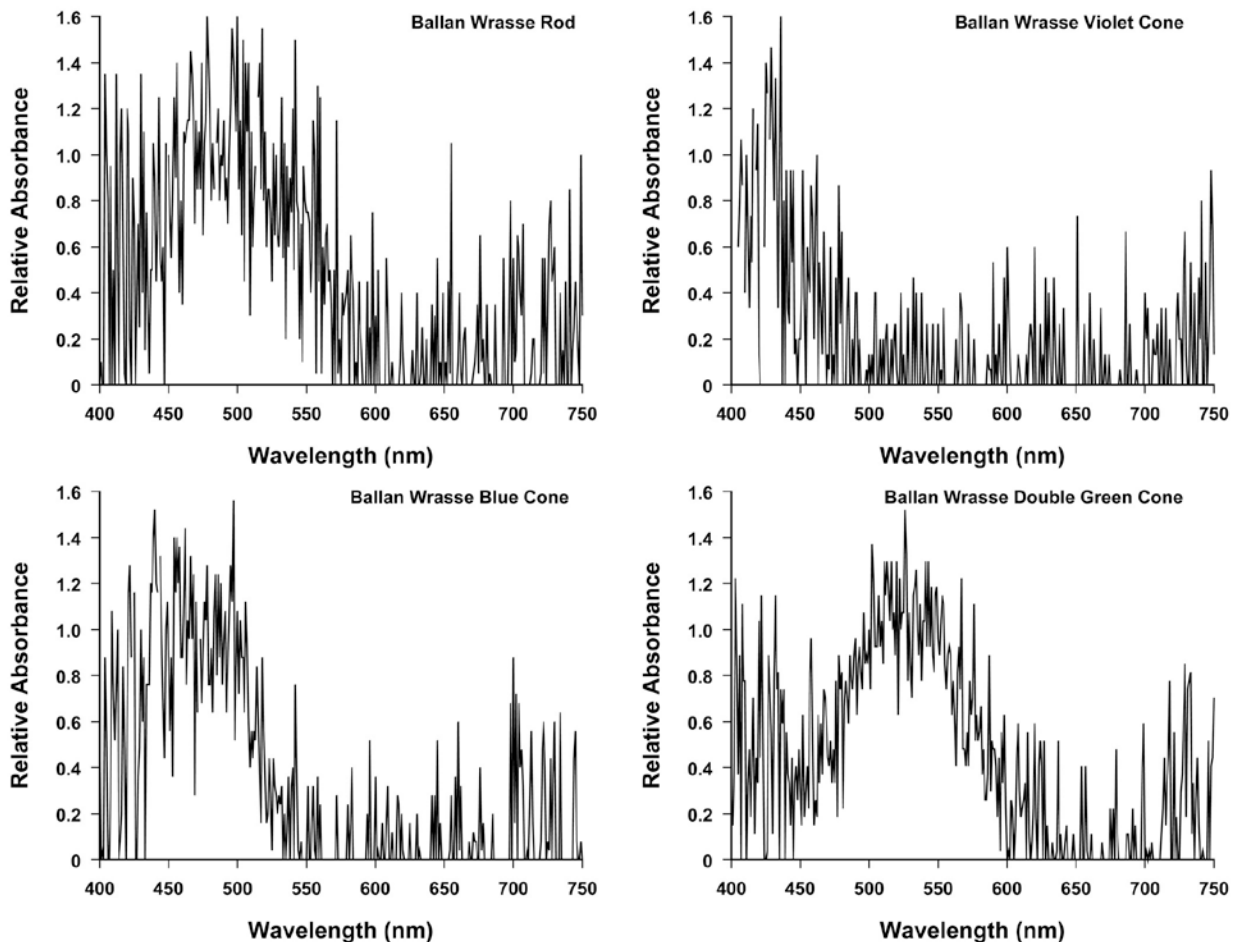 Ballan Wrasse Rod
Relative Absorbance
1.6
1.4
1.2
1.0
0.8
0.6
0.4
0.2
0
400 450 500 550 600 650 700 750
Wavelength (nm)
Ballan Wrasse Violet Cone
Relative Absorbance
1.6
1.4
1.2
1.0
0.8
0.6
0.4
0.2
0
400 450 500 550 600 650 700 750
Wavelength (nm)
Ballan Wrasse Blue Cone
Relative Absorbance
1.6
1.4
1.2
1.0
0.8
0.6
0.4
0.2
0
400 450 500 550 600 650 700 750
Wavelength (nm)
Ballan Wrasse Double Green Cone
Relative Absorbance
1.6
1.4
1.2
1.0
0.8
0.6
0.4
0.2
0
400 450 500 550 600 650 700 750
Wavelength (nm)